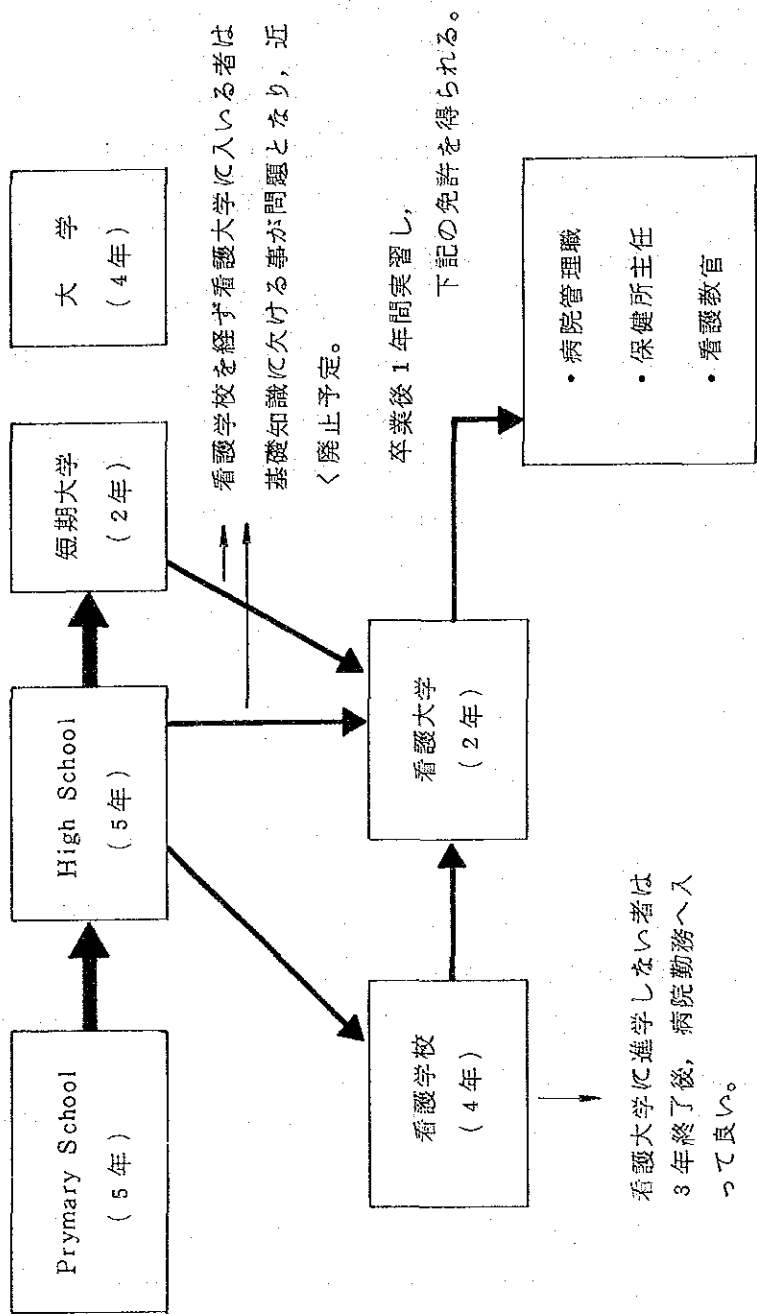 Prymary School
(5年)
High School
(5年)
短期大学
(2年)
大　学
(4年)
看護学校を経ず看護大学に入いる者は
基礎知識に欠ける事が問題となり，近
く廃止予定。
看護学校
(4年)
看護大学
(2年)
卒業後1年間実習し，
下記の免許を得られる。
・病院管理職
・保健所主任
・看護教官
看護大学に進学しない者は
3年終了後，病院勤務へ入
って良い。